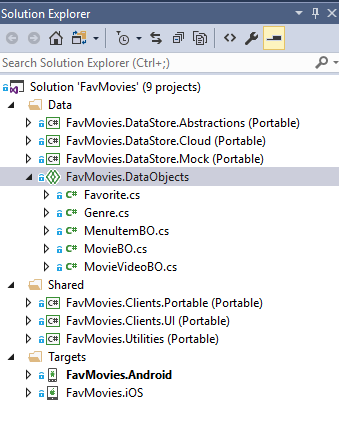 Solution Explorer
Search Solution Explorer (Ctrl+;)
Solution 'FavMovies' (9 projects)
Data
C# FavMovies.DataStore.Abstractions (Portable)
C# FavMovies.DataStore.Cloud (Portable)
C# FavMovies.DataStore.Mock (Portable)
FavMovies.DataObjects
C# Favorite.cs
C# Genre.cs
C# MenuItemBO.cs
C# MovieBO.cs
C# MovieVideoBO.cs
Shared
C# FavMovies.Clients.Portable (Portable)
C# FavMovies.Clients.UI (Portable)
C# FavMovies.Utilities (Portable)
Targets
FavMovies.Android
FavMovies.iOS